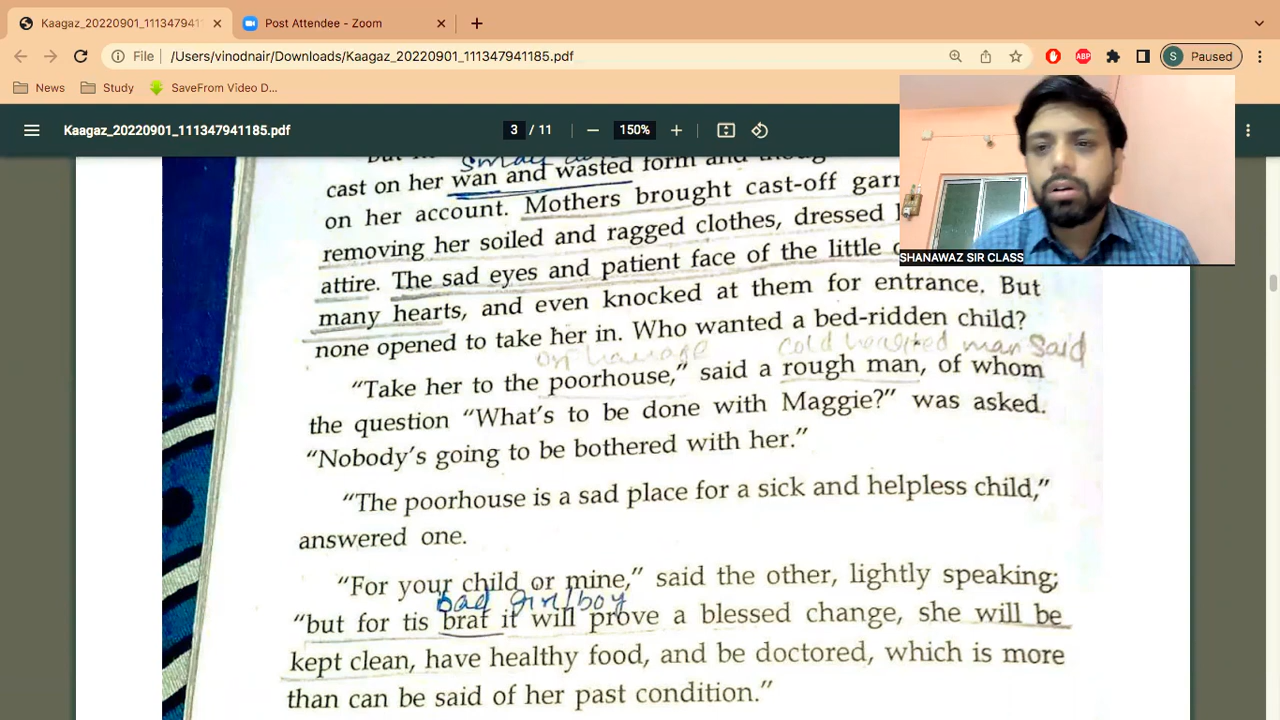 Kaagaz_20220901_1113479411
Post Attendee - Zoom
File
/Users/vinodnair/Downloads/Kaagaz_20220901_111347941185.pdf
S Paused
ABP
News
Study
SaveFrom Video D...
Kaagaz_20220901_111347941185.pdf
3 / 11
150%
SHANAWAZ SIR CLASS
small
cast on her wan and wasted form and
on her account. Mothers brought cast-off
removing her soiled and ragged clothes, dressed
attire. The sad eyes and patient face of the little
many hearts, and even knocked at them for entrance. But
none opened to take her in. Who wanted a bed-ridden child?
orphanage cold hearted man said
“Take her to the poorhouse,” said a rough man, of whom
the question “What’s to be done with Maggie?” was asked.
“Nobody’s going to be bothered with her.”
“The poorhouse is a sad place for a sick and helpless child,”
answered one.
“For your child or mine,” said the other, lightly speaking;
bad girl/boy
“but for tis brat it will prove a blessed change, she will be
kept clean, have healthy food, and be doctored, which is more
than can be said of her past condition.”